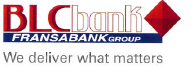 BLCbank
FRANSABANK GROUP
We deliver what matters